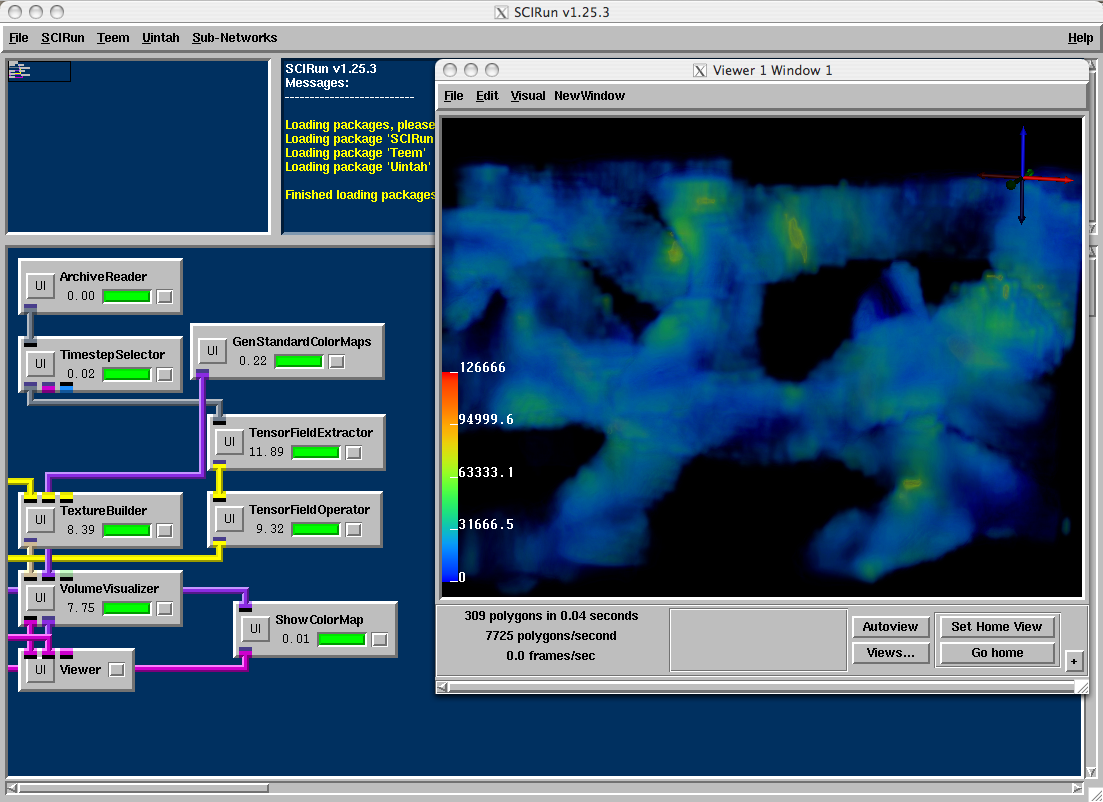 X SCIRun v1.25.3
File SCIRun Teem Uintah Sub-Networks Help
SCIRun v1.25.3
Messages:
--------------------------
Loading packages, please
Loading package 'SCIRun
Loading package 'Teem'
Loading package 'Uintah'
Finished loading packages
X Viewer 1 Window 1
File Edit Visual NewWindow
126666
94999.6
63333.1
31666.5
0
309 polygons in 0.04 seconds
7725 polygons/second
0.0 frames/sec
Autoview
Views...
Set Home View
Go home
+
UI ArchiveReader
0.00
UI TimestepSelector
0.02
UI GenStandardColorMaps
0.22
UI TensorFieldExtractor
11.89
UI TextureBuilder
8.39
UI TensorFieldOperator
9.32
UI VolumeVisualizer
7.75
UI ShowColorMap
0.01
UI Viewer